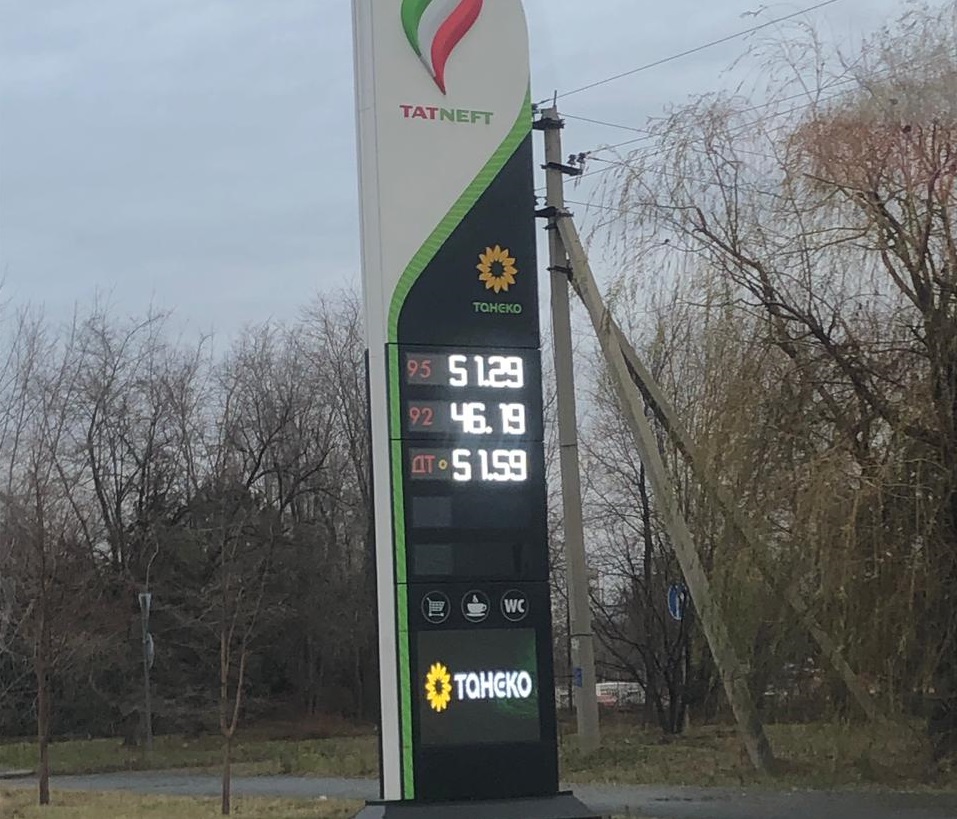 TATNEFT
ТАНЕКО
95 51.29
92 46.19
ДТ 51.59
WC
ТАНЕКО